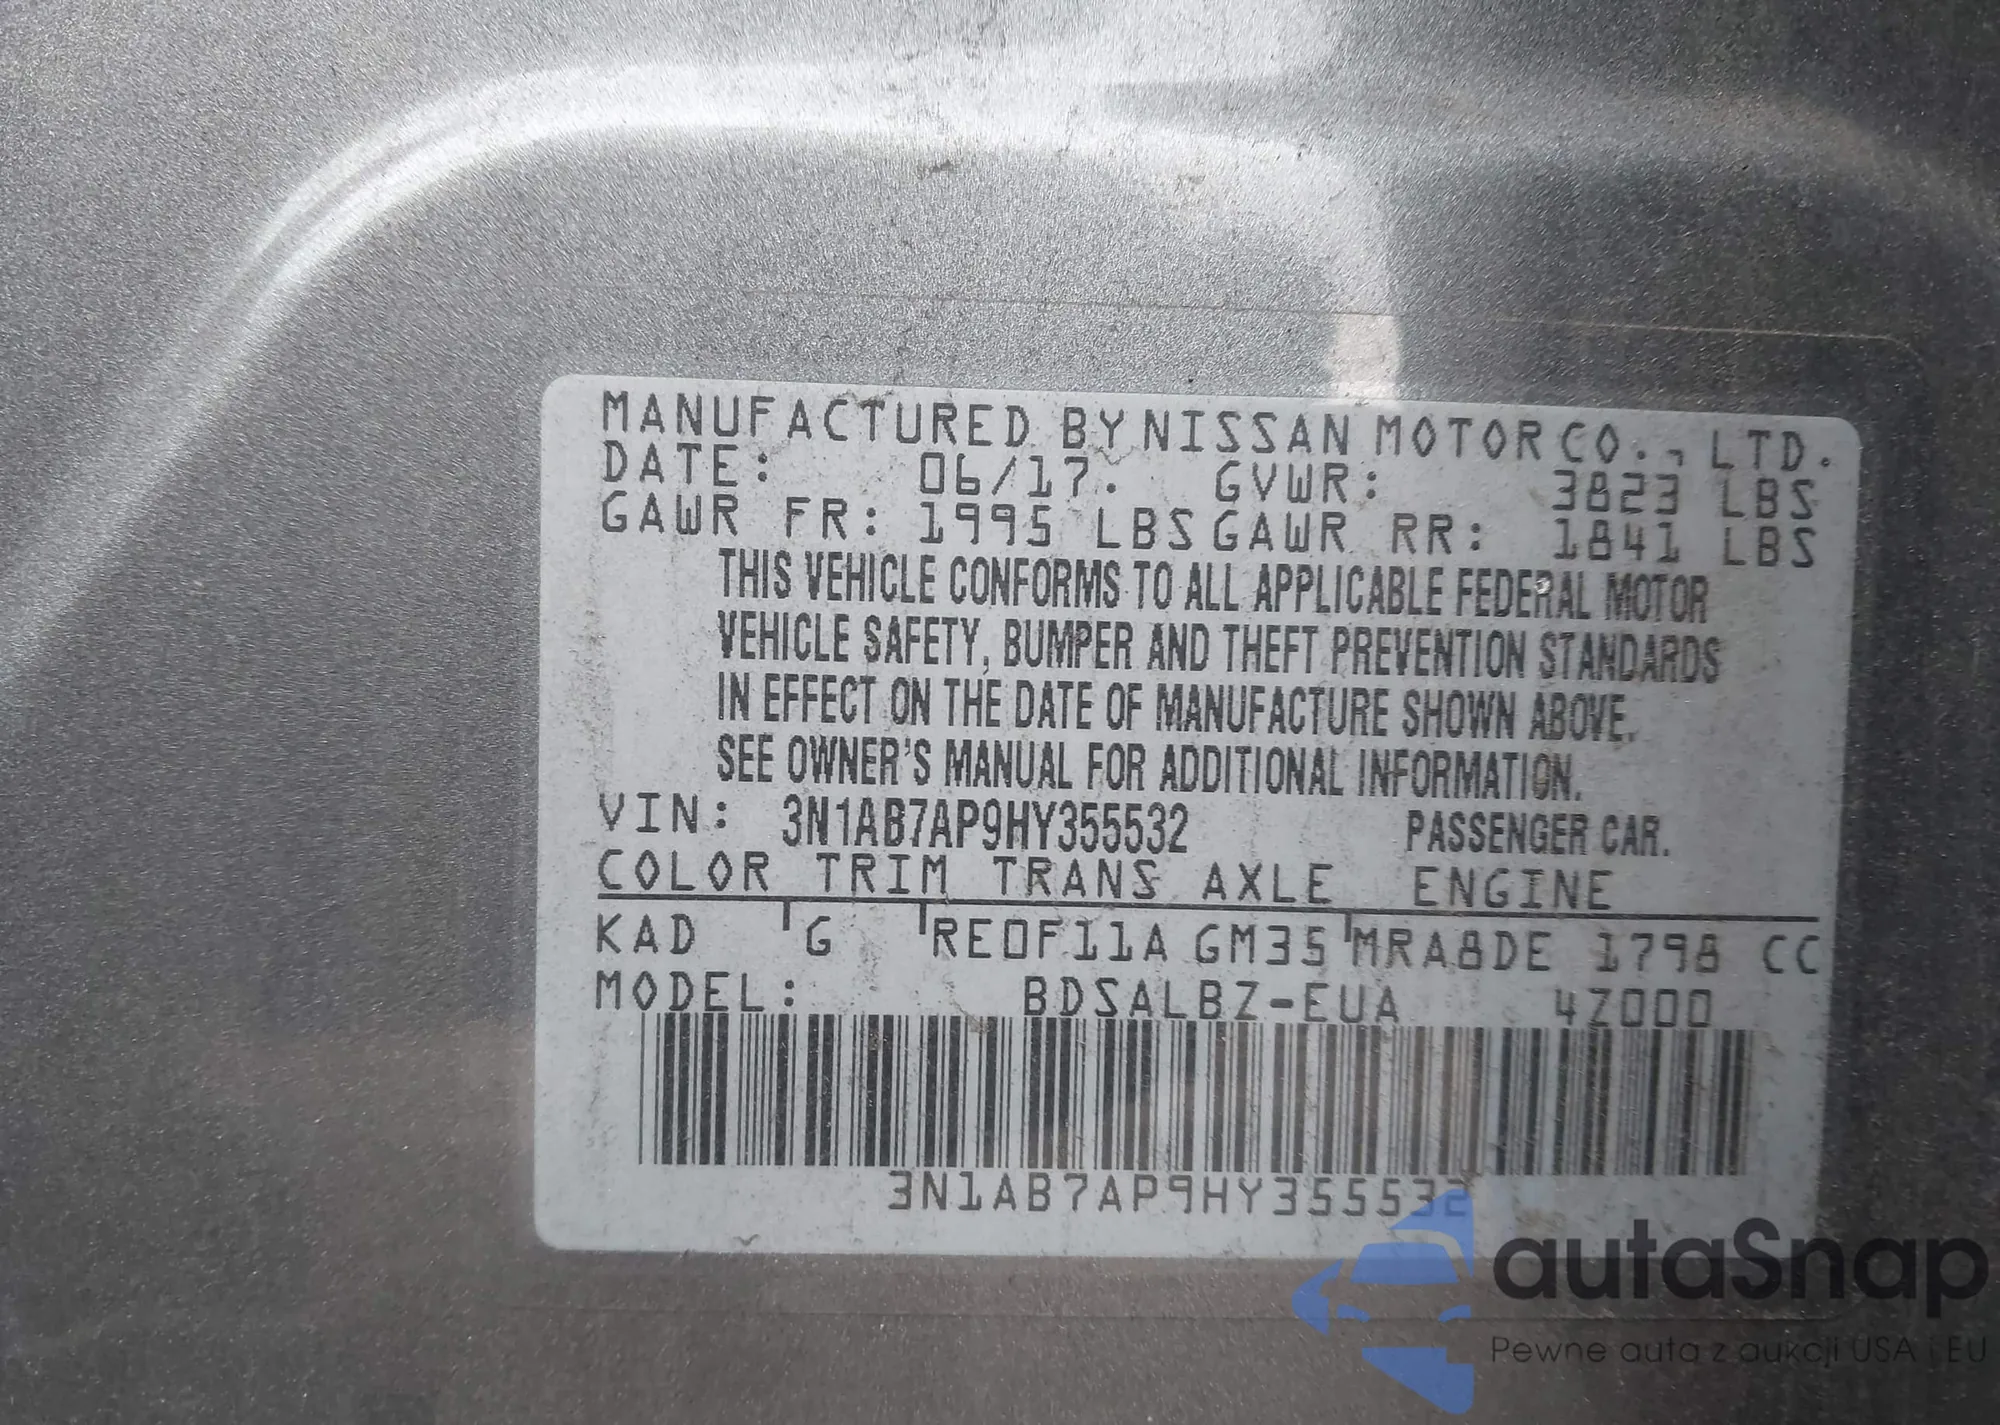 MANUFACTURED BY NISSAN MOTOR CO., LTD.
DATE: 06/17. GVWR: 3823 LBS
GAWR FR: 1995 LBS GAWR RR: 1841 LBS
THIS VEHICLE CONFORMS TO ALL APPLICABLE FEDERAL MOTOR
VEHICLE SAFETY, BUMPER AND THEFT PREVENTION STANDARDS
IN EFFECT ON THE DATE OF MANUFACTURE SHOWN ABOVE.
SEE OWNER'S MANUAL FOR ADDITIONAL INFORMATION.
VIN: 3N1AB7AP9HY355532 PASSENGER CAR.
COLOR TRIM TRANS AXLE ENGINE
KAD G RE0F11A GM35 MRA8DE 1798 CC
MODEL: BDSALBZ-EUA 4Z000
3N1AB7AP9HY355532
autaSnap
Pewne auta z aukcji USA i EU